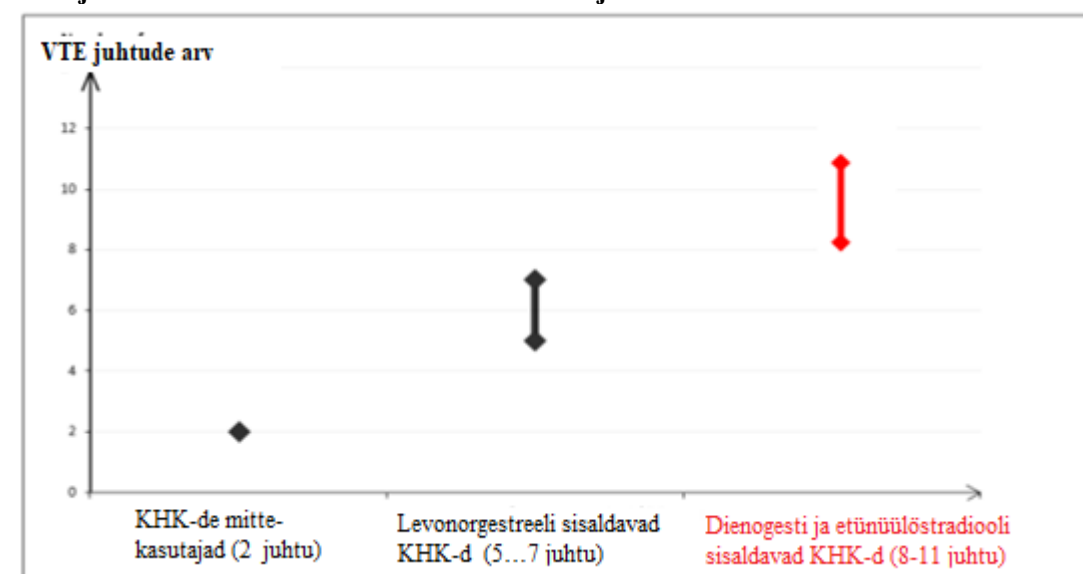 VTE juhtude arv
12
10
8
6
4
2
0
KHK-de mitte-
kasutajad (2 juhtu)
Levonorgestreeli sisaldavad
KHK-d (5…7 juhtu)
Dienogesti ja etünüülöstradiooli
sisaldavad KHK-d (8-11 juhtu)